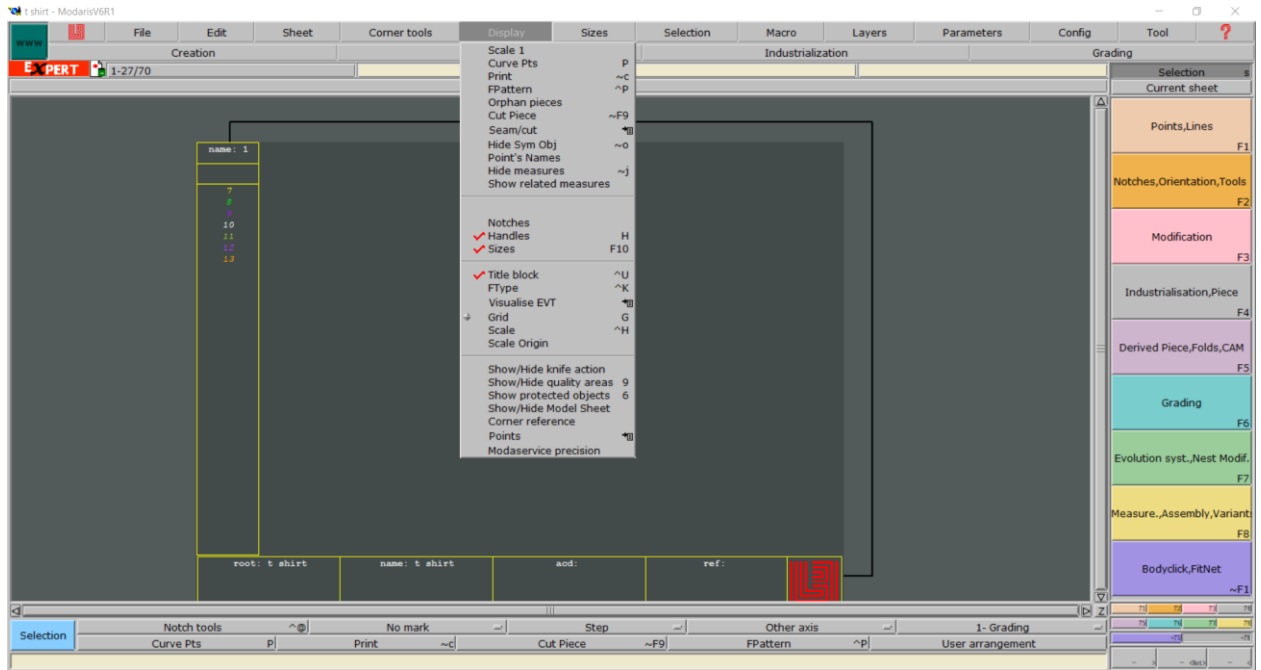 t shirt - ModarisV6R1
www File Edit Sheet Corner tools Display Sizes Selection Macro Layers Parameters Config Tool ?
Creation Industrialization Grading
EXPERT 1-27/70
Selection s
Current sheet
Scale 1
Curve Pts P
Print ~c
FPattern ^P
Orphan pieces
Cut Piece ~F9
Seam/cut
Hide Sym Obj ~o
Point's Names
Hide measures ~j
Show related measures
Notches
Handles H
Sizes F10
Title block ^U
FType ^K
Visualise EVT
Grid G
Scale ^H
Scale Origin
Show/Hide knife action
Show/Hide quality areas 9
Show protected objects 6
Show/Hide Model Sheet
Corner reference
Points
Modaservice precision
name: 1
7
8
9
10
11
12
13
root: t shirt name: t shirt acd: ref:
Points,Lines
F1
Notches,Orientation,Tools
F2
Modification
F3
Industrialisation,Piece
F4
Derived Piece,Folds,CAM
F5
Grading
F6
Evolution syst.,Nest Modif.
F7
Measure.,Assembly,Variant
F8
Bodyclick,FitNet
~F1
Z
Selection
Notch tools ^@ No mark Step Other axis 1- Grading
Curve Pts P Print ~c Cut Piece ~F9 FPattern ^P User arrangement